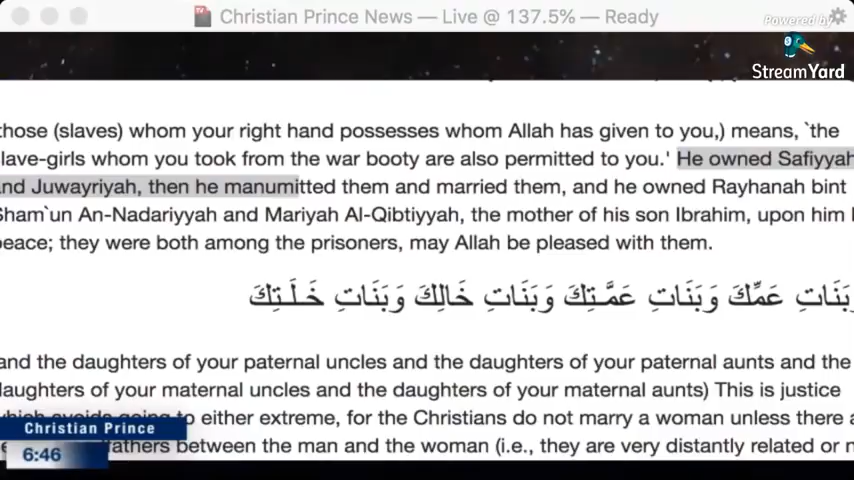 Christian Prince News — Live @ 137.5% — Ready
Powered by
StreamYard
those (slaves) whom your right hand possesses whom Allah has given to you,) means, `the
lave-girls whom you took from the war booty are also permitted to you.' He owned Safiyyah
nd Juwayriyah, then he manumitted them and married them, and he owned Rayhanah bint
Sham`un An-Nadariyyah and Mariyah Al-Qibtiyyah, the mother of his son Ibrahim, upon him
peace; they were both among the prisoners, may Allah be pleased with them.
وَبَنَاتِ عَمِّكَ وَبَنَاتِ عَمَّـتِكَ وَبَنَاتِ خَالِكَ وَبَنَاتِ خَـلَـتِكَ
and the daughters of your paternal uncles and the daughters of your paternal aunts and the
daughters of your maternal uncles and the daughters of your maternal aunts) This is justice
which avoids going to either extreme, for the Christians do not marry a woman unless there
fathers between the man and the woman (i.e., they are very distantly related or
Christian Prince
6:46